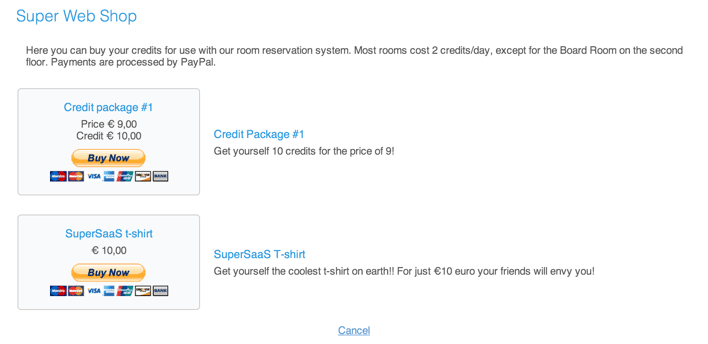 Super Web Shop
Here you can buy your credits for use with our room reservation system. Most rooms cost 2 credits/day, except for the Board Room on the second
floor. Payments are processed by PayPal.
Credit package #1
Price € 9,00
Credit € 10,00
Buy Now
VISA
BANK
Credit Package #1
Get yourself 10 credits for the price of 9!
SuperSaaS t-shirt
€ 10,00
Buy Now
VISA
BANK
SuperSaaS T-shirt
Get yourself the coolest t-shirt on earth!! For just €10 euro your friends will envy you!
Cancel